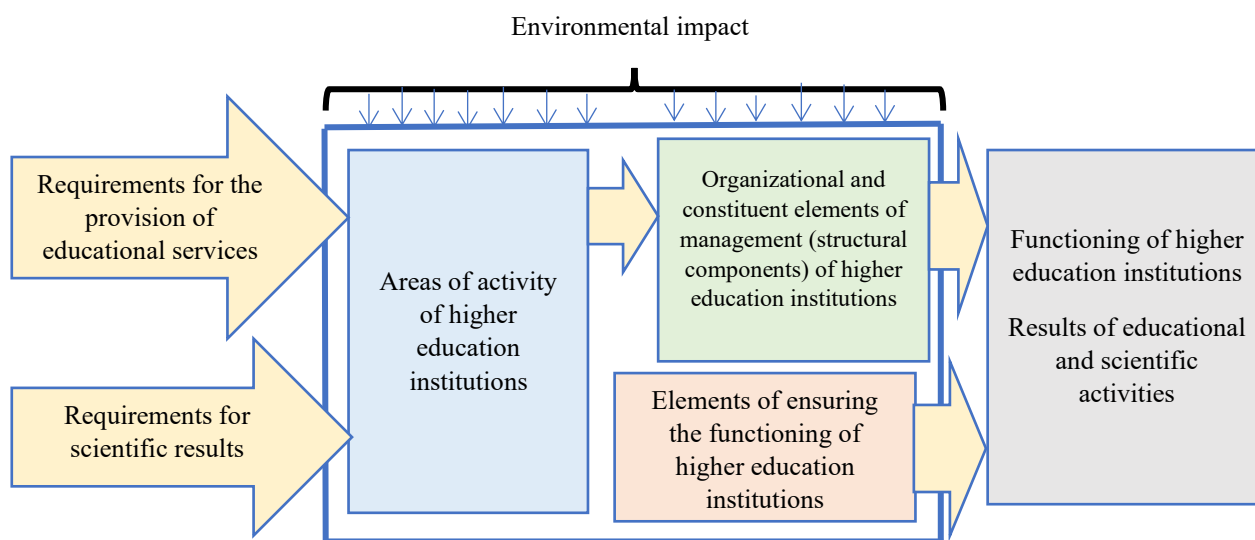 Environmental impact
Requirements for the
provision of
educational services
Requirements for
scientific results
Areas of activity
of higher
education
institutions
Organizational and
constituent elements of
management (structural
components) of higher
education institutions
Elements of ensuring
the functioning of
higher education
institutions
Functioning of higher
education institutions
Results of educational
and scientific
activities